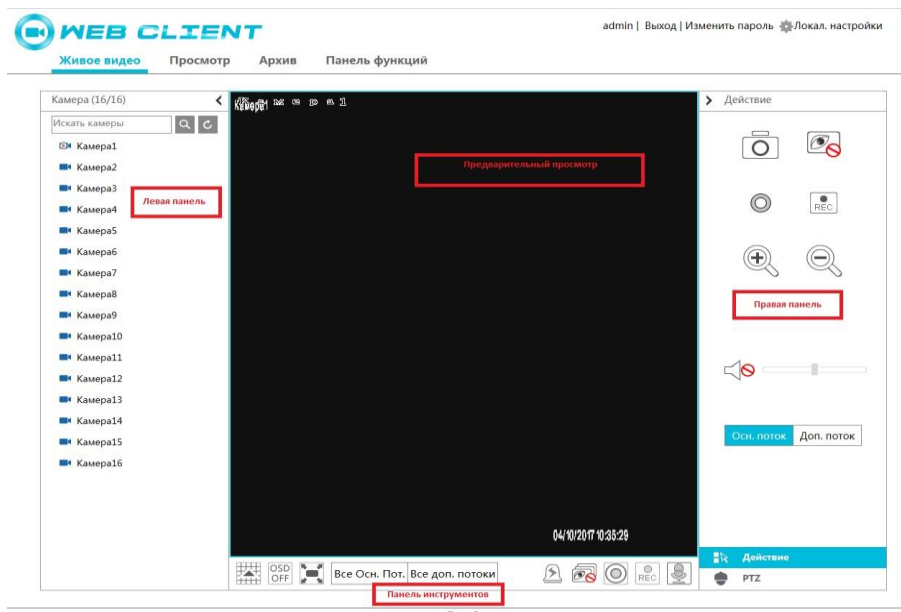 WEB CLIENT
admin | Выход | Изменить пароль Локал. настройки
Живое видео Просмотр Архив Панель функций
Камера (16/16)
Искать камеры
Камера1
Камера2
Камера3
Камера4
Камера5
Камера6
Камера7
Камера8
Камера9
Камера10
Камера11
Камера12
Камера13
Камера14
Камера15
Камера16
Левая панель
Камера1
Предварительный просмотр
04/10/2017 10:35:29
OSD OFF
Все Осн. Пот. Все доп. потоки
REC
Панель инструментов
Действие
REC
Правая панель
Осн. поток Доп. поток
Действие
PTZ